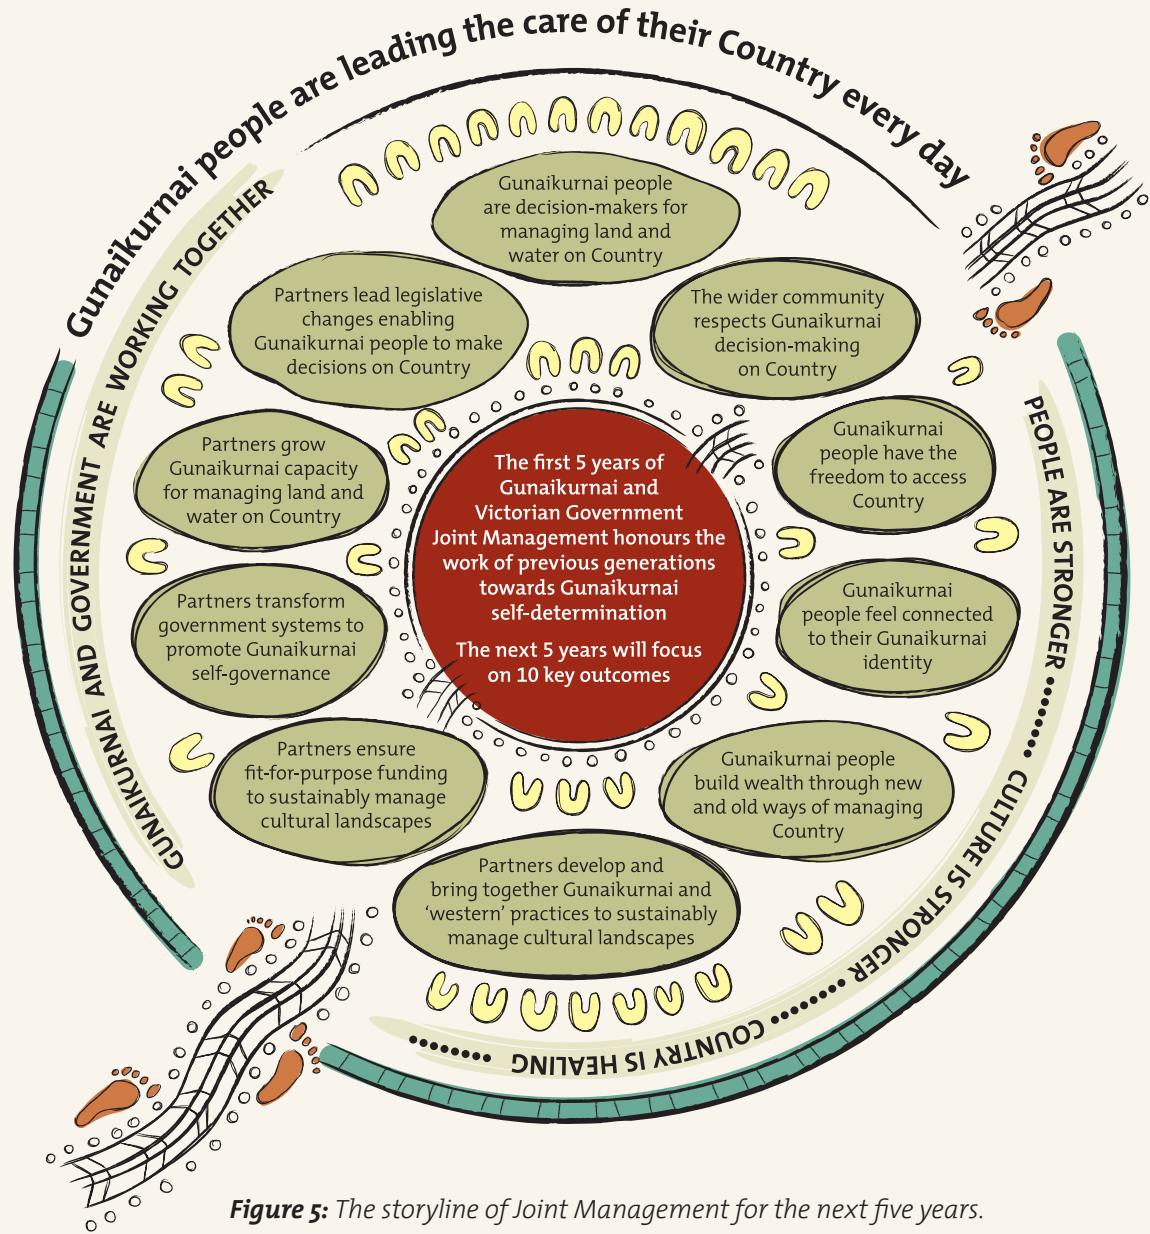 Gunaikurnai people are leading the care of their Country every day
GUNAIKURNAI AND GOVERNMENT ARE WORKING TOGETHER
Gunaikurnai people
are decision-makers for
managing land and
water on Country
Partners lead legislative
changes enabling
Gunaikurnai people to make
decisions on Country
The wider community
respects Gunaikurnai
decision-making
on Country
Partners grow
Gunaikurnai capacity
for managing land and
water on Country
The first 5 years of
Gunaikurnai and
Victorian Government
Joint Management honours the
work of previous generations
towards Gunaikurnai
self-determination
The next 5 years will focus
on 10 key outcomes
Gunaikurnai
people have the
freedom to access
Country
Partners transform
government systems to
promote Gunaikurnai
self-governance
Gunaikurnai
people feel connected
to their Gunaikurnai
identity
Partners ensure
fit-for-purpose funding
to sustainably manage
cultural landscapes
Gunaikurnai people
build wealth through new
and old ways of managing
Country
Partners develop and
bring together Gunaikurnai and
‘western’ practices to sustainably
manage cultural landscapes
PEOPLE ARE STRONGER •••••••• CULTURE IS STRONGER •••••••• COUNTRY IS HEALING ••••••••
Figure 5: The storyline of Joint Management for the next five years.